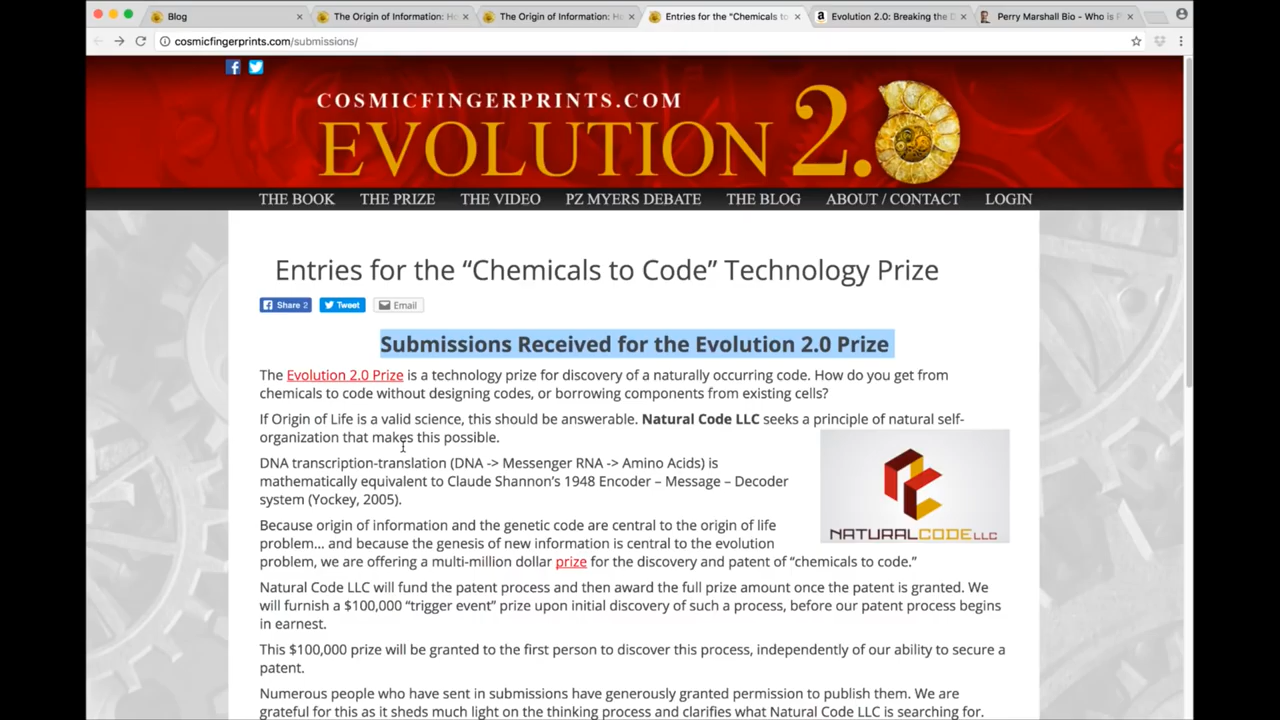 Blog
The Origin of Information: Ho
The Origin of Information: Ha
Entries for the “Chemicals to
Evolution 2.0: Breaking the D
Perry Marshall Bio - Who is P
cosmicfingerprints.com/submissions/
COSMICFINGERPRINTS.COM
EVOLUTION 2.0
THE BOOK THE PRIZE THE VIDEO PZ MYERS DEBATE THE BLOG ABOUT / CONTACT LOGIN
Entries for the “Chemicals to Code” Technology Prize
Share 2 Tweet Email
Submissions Received for the Evolution 2.0 Prize
The Evolution 2.0 Prize is a technology prize for discovery of a naturally occurring code. How do you get from
chemicals to code without designing codes, or borrowing components from existing cells?
If Origin of Life is a valid science, this should be answerable. Natural Code LLC seeks a principle of natural self-
organization that makes this possible.
DNA transcription-translation (DNA -> Messenger RNA -> Amino Acids) is
mathematically equivalent to Claude Shannon’s 1948 Encoder – Message – Decoder
system (Yockey, 2005).
NATURALCODE LLC
Because origin of information and the genetic code are central to the origin of life
problem… and because the genesis of new information is central to the evolution
problem, we are offering a multi-million dollar prize for the discovery and patent of “chemicals to code.”
Natural Code LLC will fund the patent process and then award the full prize amount once the patent is granted. We
will furnish a $100,000 “trigger event” prize upon initial discovery of such a process, before our patent process begins
in earnest.
This $100,000 prize will be granted to the first person to discover this process, independently of our ability to secure a
patent.
Numerous people who have sent in submissions have generously granted permission to publish them. We are
grateful for this as it sheds much light on the thinking process and clarifies what Natural Code LLC is searching for.